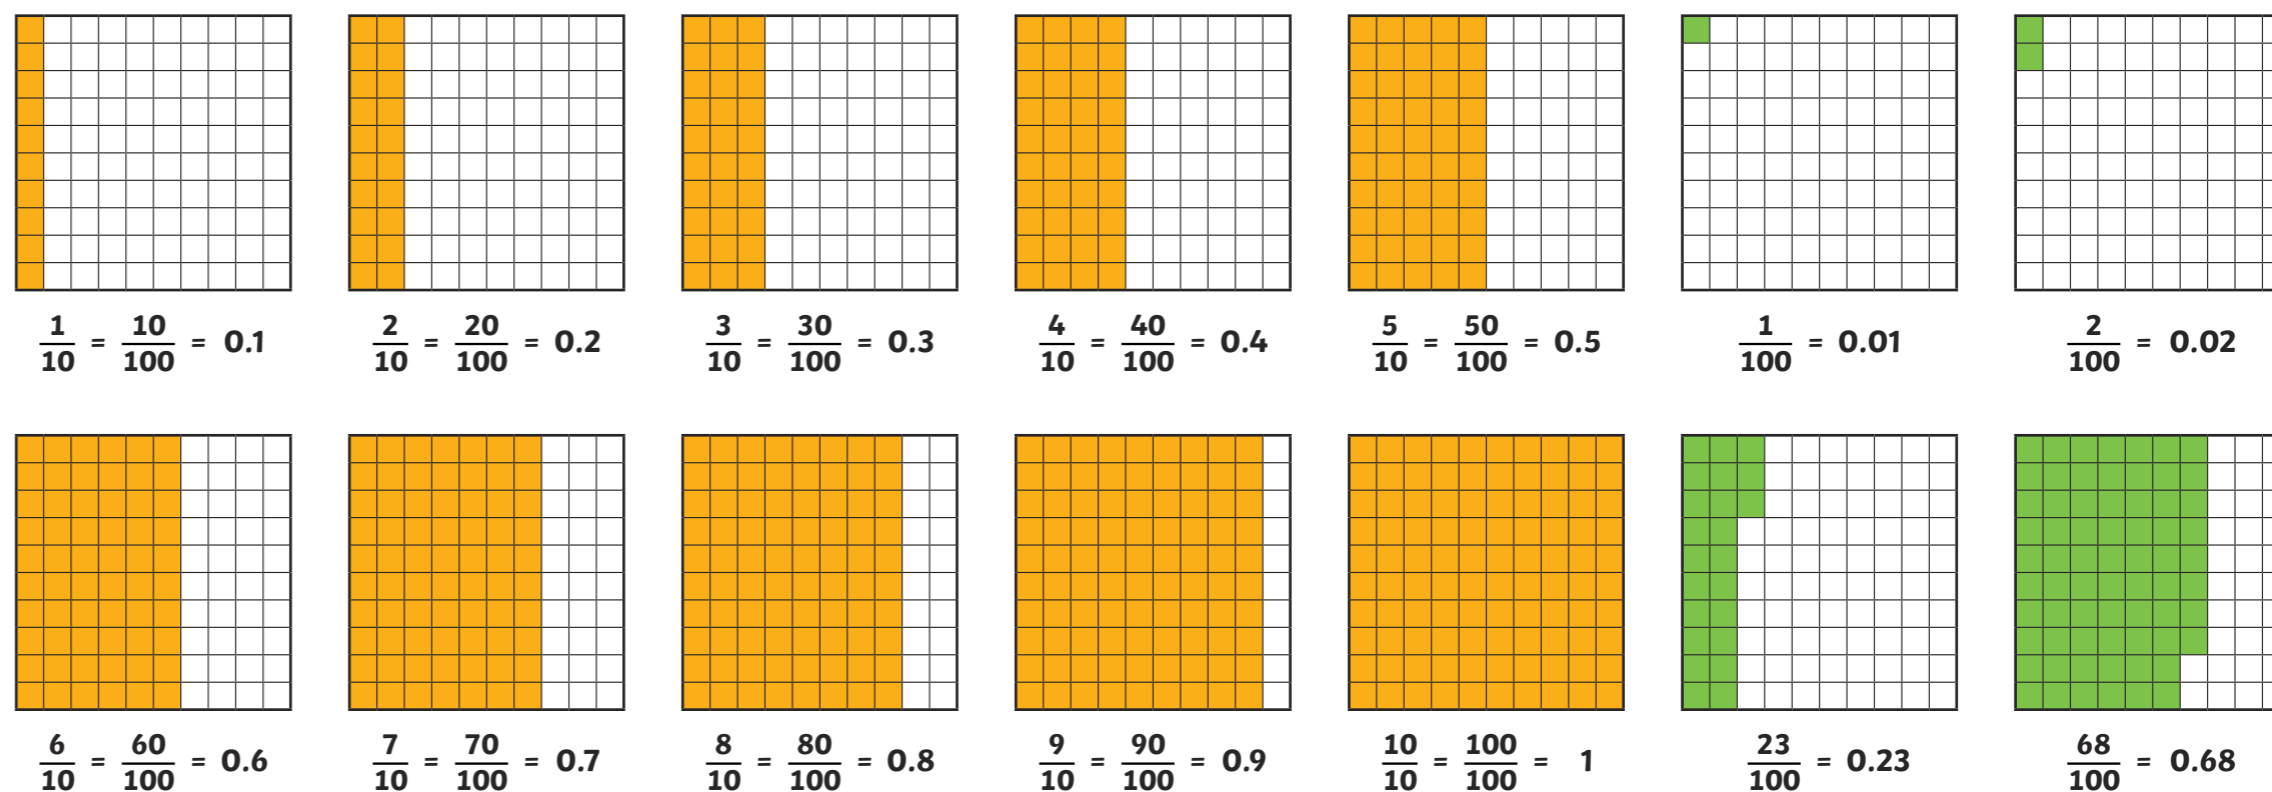 1/10 = 10/100 = 0.1
2/10 = 20/100 = 0.2
3/10 = 30/100 = 0.3
4/10 = 40/100 = 0.4
5/10 = 50/100 = 0.5
1/100 = 0.01
2/100 = 0.02
6/10 = 60/100 = 0.6
7/10 = 70/100 = 0.7
8/10 = 80/100 = 0.8
9/10 = 90/100 = 0.9
10/10 = 100/100 = 1
23/100 = 0.23
68/100 = 0.68